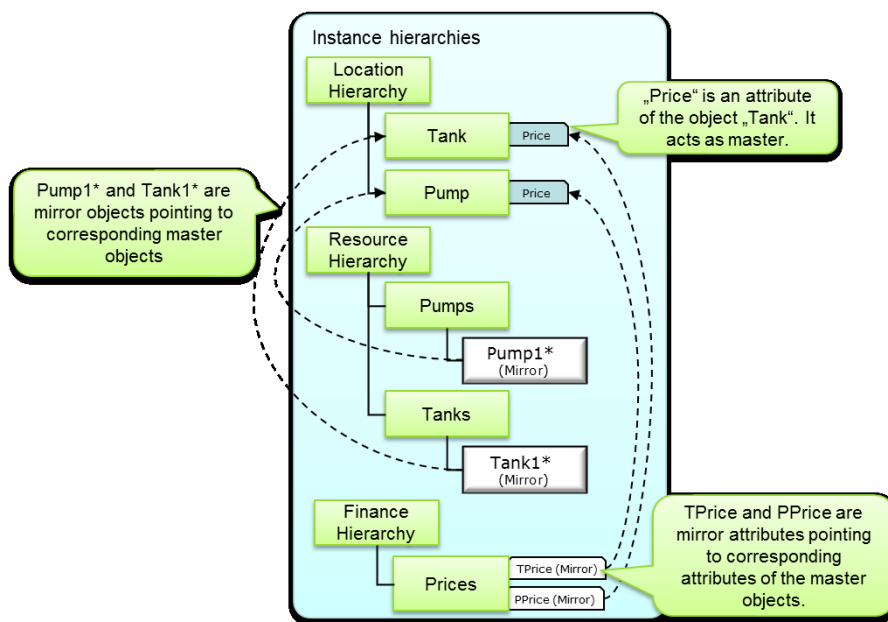 Instance hierarchies
Location
Hierarchy
Tank
Price
„Price“ is an attribute
of the object „Tank“. It
acts as master.
Pump
Price
Pump1* and Tank1* are
mirror objects pointing to
corresponding master
objects
Resource
Hierarchy
Pumps
Pump1*
(Mirror)
Tanks
Tank1*
(Mirror)
Finance
Hierarchy
Prices
TPrice (Mirror)
PPrice (Mirror)
TPrice and PPrice are
mirror attributes pointing
to corresponding
attributes of the master
objects.